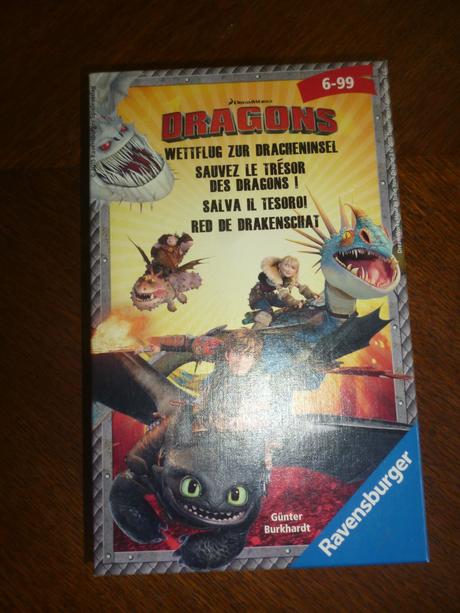 6-99
DREAMWORKS
DRAGONS
WETTFLUG ZUR DRACHENINSEL
SAUVEZ LE TRÉSOR
DES DRAGONS !
SALVA IL TESORO!
RED DE DRAKENSCHAT
Günter
Burkhardt
Ravensburger